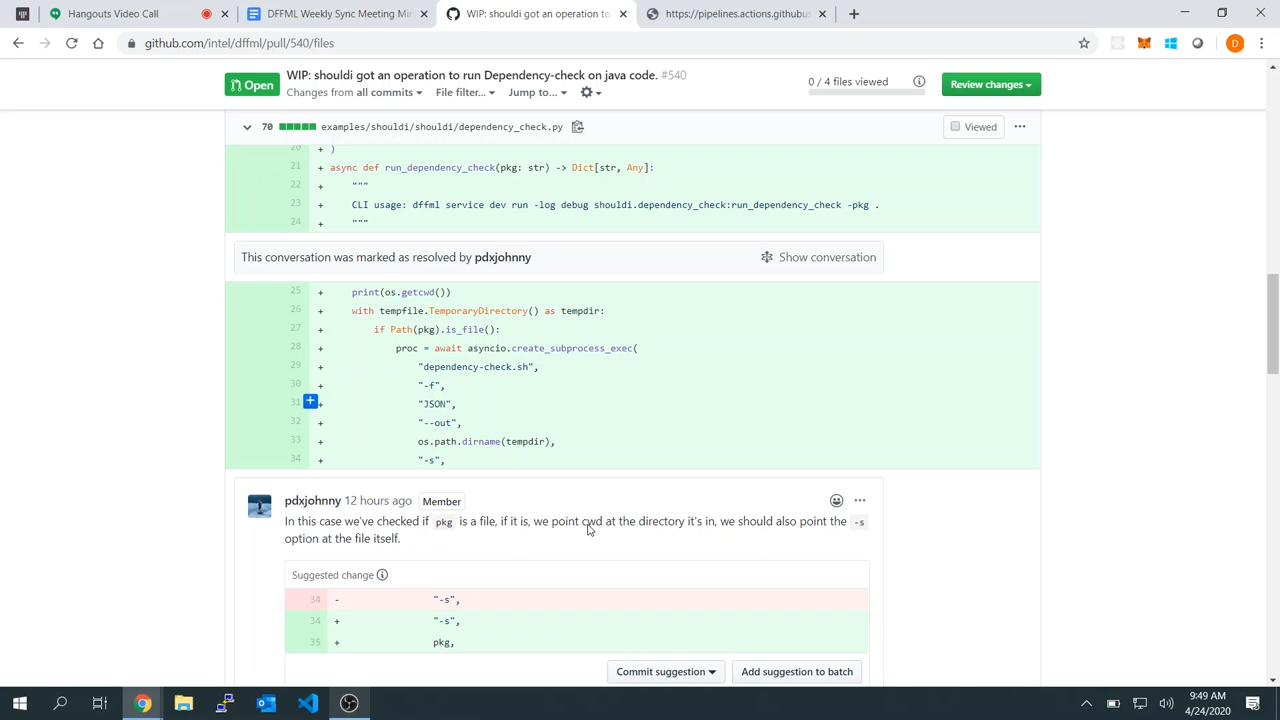 Hangouts Video Call
DFFML Weekly Sync Meeting Min
WIP: shouldi got an operation to
https://pipelines.actions.githubus
github.com/intel/dffml/pull/540/files
D
Open
WIP: shouldi got an operation to run Dependency-check on java code. #540
Changes from all commits
File filter...
Jump to...
0 / 4 files viewed
Review changes
70
examples/shouldi/shouldi/dependency_check.py
Viewed
20 + )
21 + async def run_dependency_check(pkg: str) -> Dict[str, Any]:
22 + """
23 + CLI usage: dffml service dev run -log debug shouldi.dependency_check:run_dependency_check -pkg .
24 + """
This conversation was marked as resolved by pdxjohnny
Show conversation
25 + print(os.getcwd())
26 + with tempfile.TemporaryDirectory() as tempdir:
27 + if Path(pkg).is_file():
28 + proc = await asyncio.create_subprocess_exec(
29 + "dependency-check.sh",
30 + "-f",
31 + "JSON",
32 + "--out",
33 + os.path.dirname(tempdir),
34 + "-s",
pdxjohnny 12 hours ago Member
In this case we've checked if pkg is a file, if it is, we point cwd at the directory it's in, we should also point the -s
option at the file itself.
Suggested change
34 - "-s",
34 + "-s",
35 + pkg,
Commit suggestion
Add suggestion to batch
9:49 AM
4/24/2020